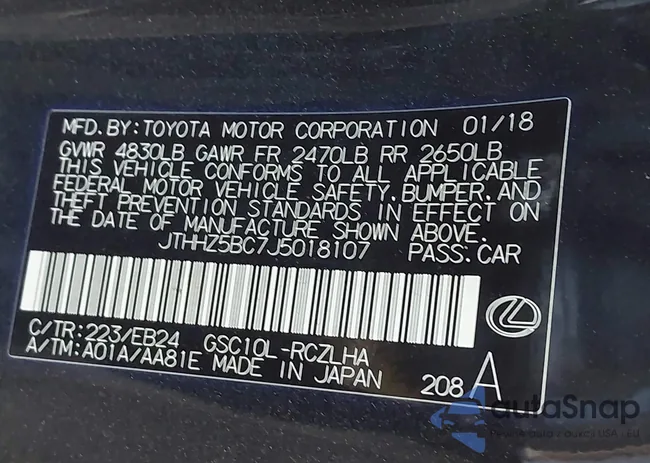 MFD. BY: TOYOTA MOTOR CORPORATION 01/18
GVWR 4830LB GAWR FR 2470LB RR 2650LB
THIS VEHICLE CONFORMS TO ALL APPLICABLE
FEDERAL MOTOR VEHICLE SAFETY, BUMPER, AND
THEFT PREVENTION STANDARDS IN EFFECT ON
THE DATE OF MANUFACTURE SHOWN ABOVE.
JTHHZ5BC7J5018107 PASS. CAR
C/TR: 223/EB24 GSC10L-RCZLHA
A/TM: A01A/AA81E MADE IN JAPAN 208 A
autoSnap